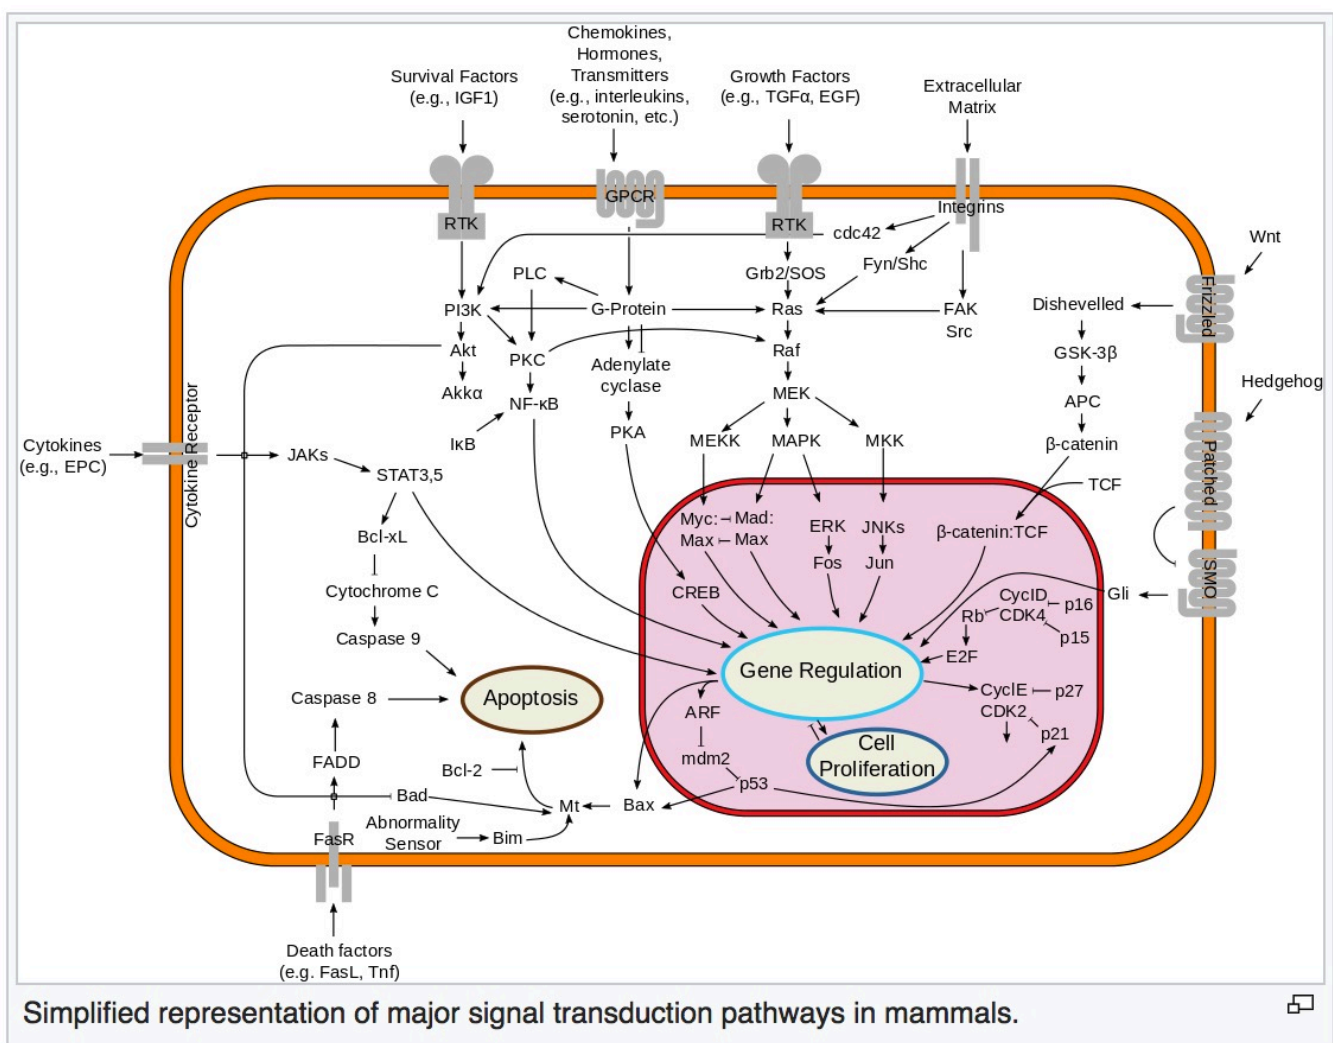 Chemokines,
Hormones,
Transmitters
(e.g., interleukins,
serotonin, etc.)
Survival Factors
(e.g., IGF1)
Growth Factors
(e.g., TGFα, EGF)
Extracellular
Matrix
RTK
GPCR
RTK
Integrins
cdc42
Wnt
PLC
Grb2/SOS
Fyn/Shc
Frizzled
PI3K
G-Protein
Ras
FAK
Src
Dishevelled
Akt
PKC
Adenylate
cyclase
Raf
GSK-3β
Akkα
NF-κB
MEK
APC
Hedgehog
IκB
PKA
MEKK
MAPK
MKK
β-catenin
Cytokines
(e.g., EPC)
Cytokine Receptor
JAKs
STAT3,5
TCF
Patched
Myc:
Max
Mad:
Max
ERK
JNKs
β-catenin:TCF
Bcl-xL
Fos
Jun
Cytochrome C
CREB
CycID
CDK4
p16
Gli
SMO
Rb
p15
Caspase 9
E2F
Gene Regulation
Caspase 8
Apoptosis
CyclE
CDK2
p27
ARF
p21
FADD
Bcl-2
mdm2
Cell
Proliferation
p53
Bad
Mt
Bax
Abnormality
Sensor
Bim
FasR
Death factors
(e.g. FasL, Tnf)
Simplified representation of major signal transduction pathways in mammals.